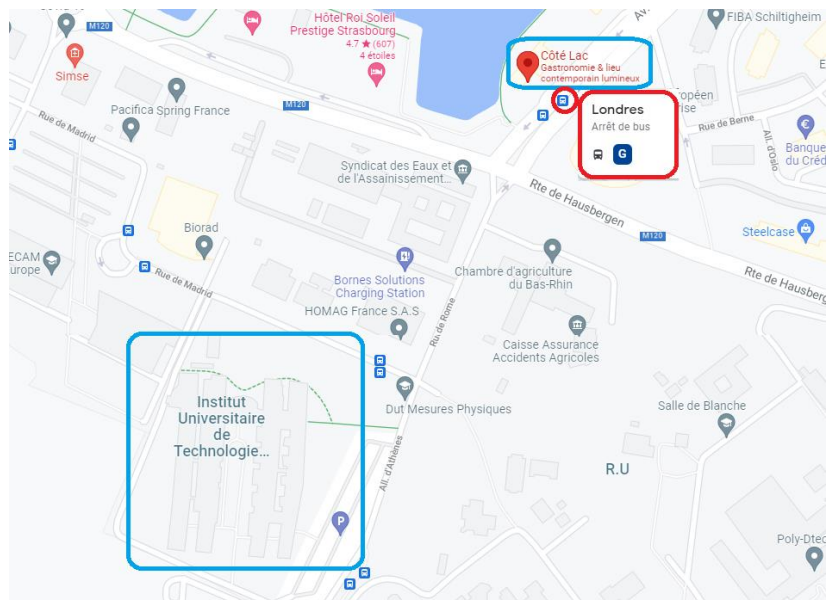 M120
Simse
Hôtel Roi Soleil
Prestige Strasbourg
4.7 ★ (607)
4 étoiles
FIBA Schiltigheim
Côté Lac
Gastronomie & lieu
contemporain lumineux
Londres
Arrêt de bus
G
Rue de Berne
All. d'Oslo
Banque
du Créd
Pacifica
Spring France
M120
Rue de Madrid
Syndicat des Eaux et
de l'Assainissement...
Rte de Hausbergen
M120
Steelcase
Rte de Hausberg
Biorad
ECAM
urope
Rue de Madrid
Bornes Solutions
Charging Station
Chambre d'agriculture
du Bas-Rhin
HOMAG France S.A.S
Ru. de Rome
Caisse Assurance
Accidents Agricoles
Institut
Universitaire
de
Technologie...
Dut Mesures Physiques
Salle de Blanche
All. d'Athènes
R.U
P
Poly-Dtec